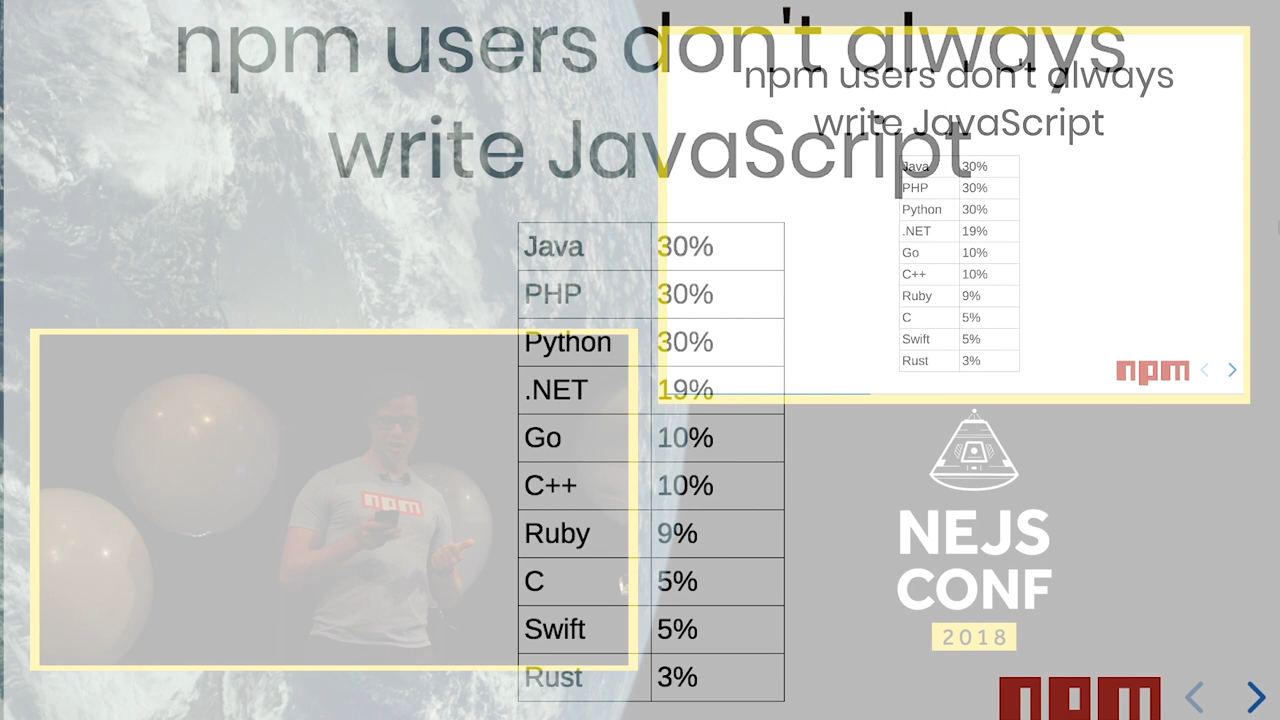 npm users don't always
write JavaScript
Java 30%
PHP 30%
Python 30%
.NET 19%
Go 10%
C++ 10%
Ruby 9%
C 5%
Swift 5%
Rust 3%
npm
npm users don't always
write JavaScript
Java 30%
PHP 30%
Python 30%
.NET 19%
Go 10%
C++ 10%
Ruby 9%
C 5%
Swift 5%
Rust 3%
npm
npm
NEJS
CONF
2018